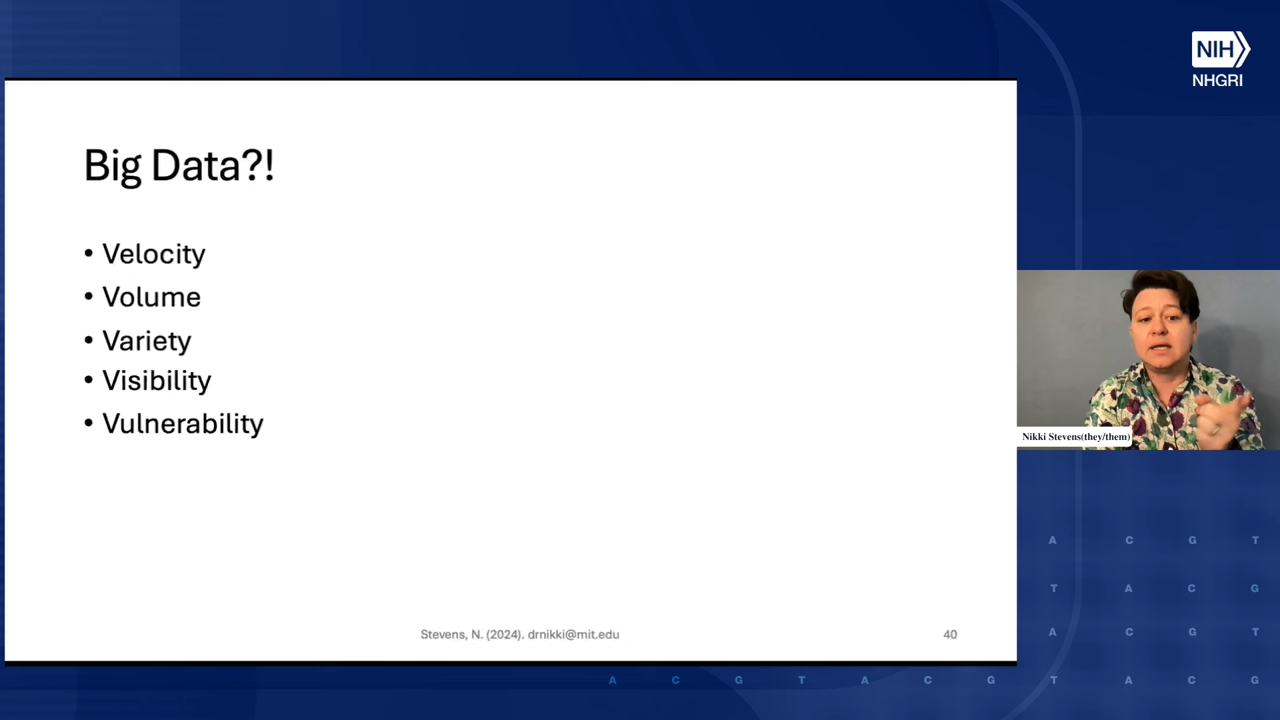 NIH
NHGRI
Big Data?!
• Velocity
• Volume
• Variety
• Visibility
• Vulnerability
Nikki Stevens(they/them)
Stevens, N. (2024). drnikki@mit.edu
40
A C G T
T A C G
A C G T
A C G T A C G T A C G